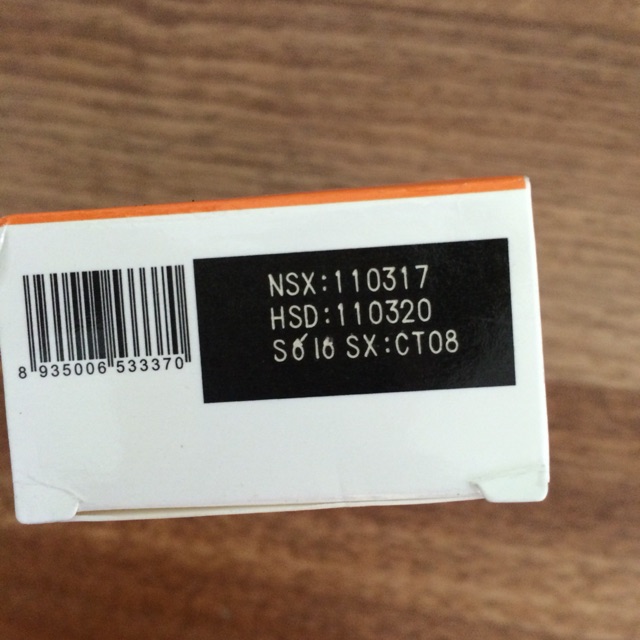 NSX:110317
HSD:110320
Số lô SX:CT08
8 935006 533370